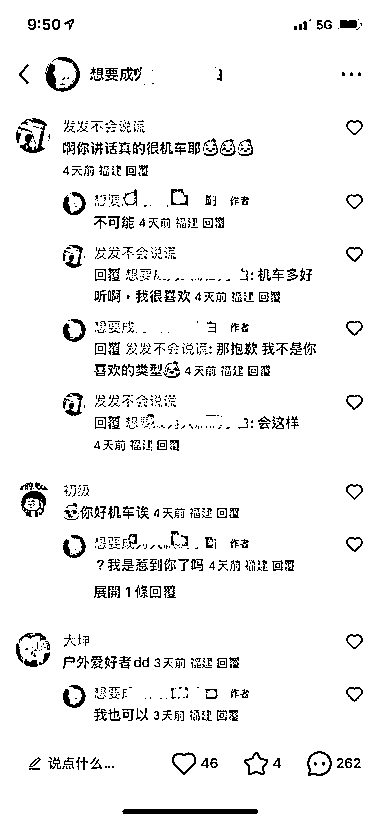 9:50
5G
想要成
发发不会说谎
啊你讲话真的很机车耶
4天前 福建 回覆
想要 作者
不可能 4天前 福建 回覆
发发不会说谎
回覆 想要成 白: 机车多好
听啊，我很喜欢 4天前 福建 回覆
想要成 白 作者
回覆 发发不会说谎: 那抱歉 我不是你
喜欢的类型 4天前 福建 回覆
发发不会说谎
回覆 想要 : 会这样
4天前 福建 回覆
初级
你好机车诶 4天前 福建 回覆
想要成 作者
？我是惹到你了吗 4天前 福建 回覆
展開 1 條回覆
大坤
户外爱好者dd 3天前 福建 回覆
想要 作者
我也可以 3天前 福建 回覆
说点什么...
46
4
262